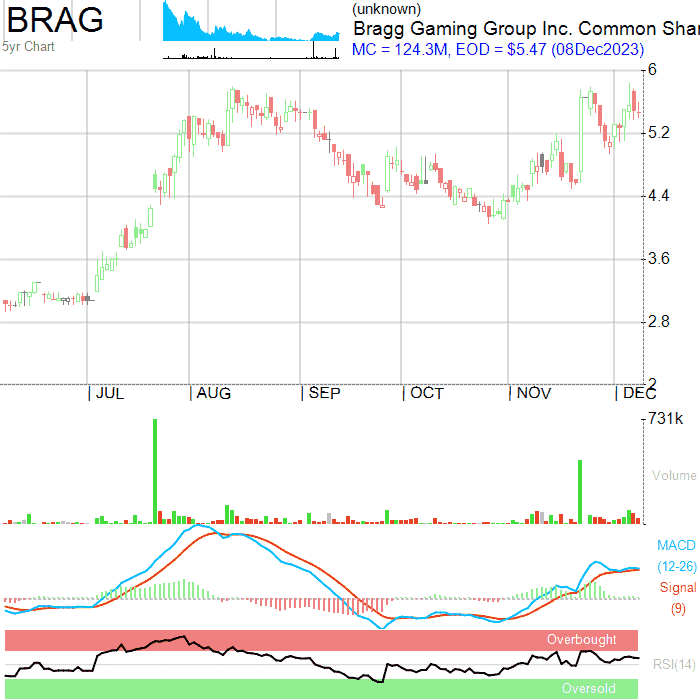 BRAG
(unknown)
Bragg Gaming Group Inc. Common Shar
5yr Chart
MC = 124.3M, EOD = $5.47 (08Dec2023)
6
5.2
4.4
3.6
2.8
2
JUL
AUG
SEP
OCT
NOV
DEC
731k
Volume
MACD
(12-26)
Signal
(9)
Overbought
RSI(14)
Oversold